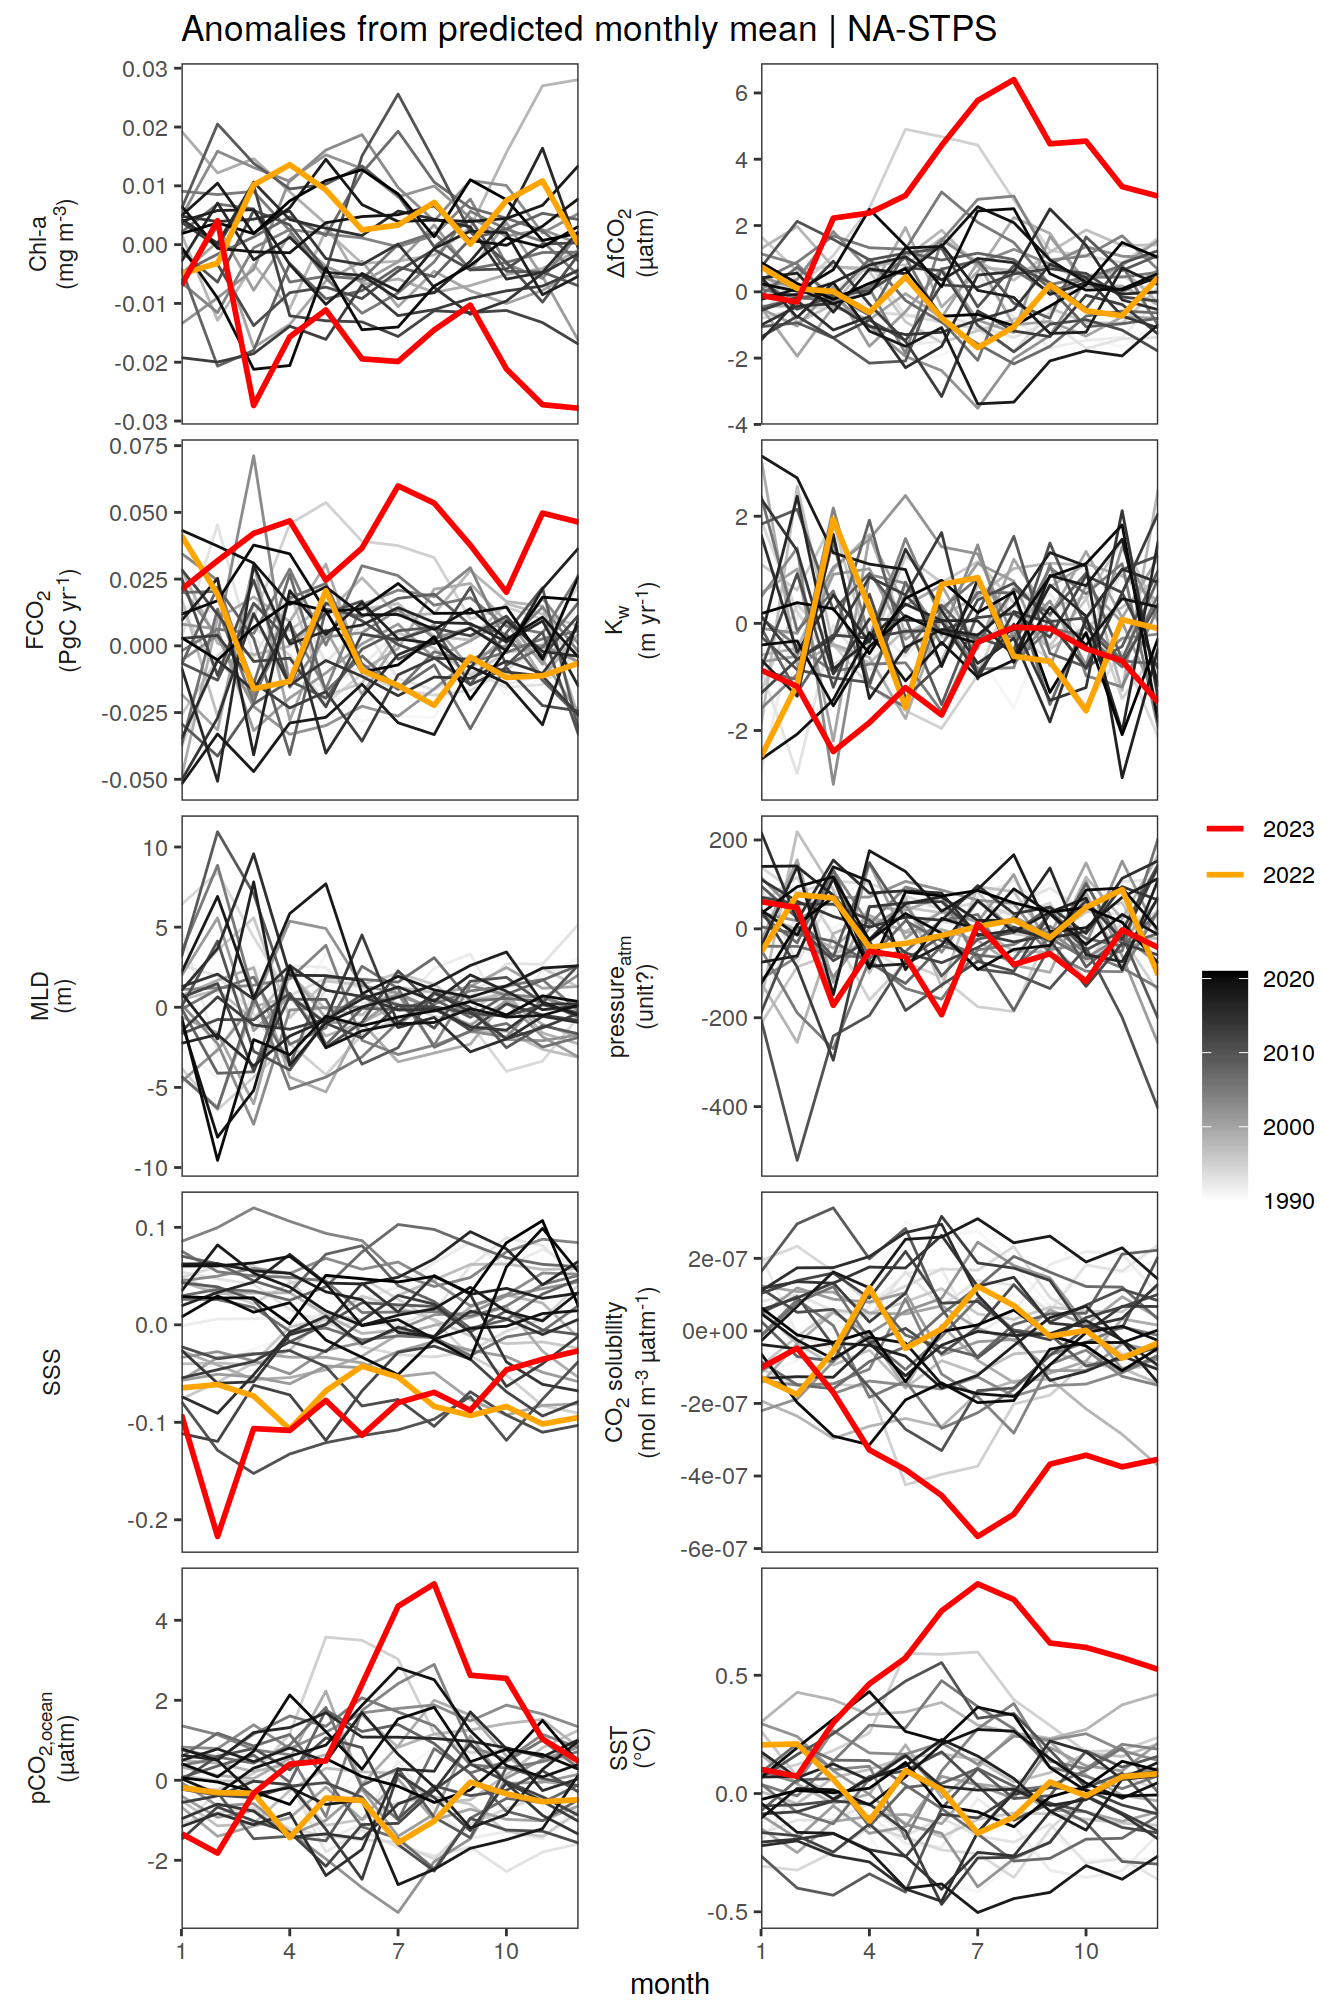 Anomalies from predicted monthly mean | NA-STPS
Chl-a
(mg m⁻³)
0.03
0.02
0.01
0.00
-0.01
-0.02
-0.03
ΔfCO₂
(µatm)
6
4
2
0
-2
-4
FCO₂
(PgC yr⁻¹)
0.075
0.050
0.025
0.000
-0.025
-0.050
K_w
(m yr⁻¹)
2
0
-2
MLD
(m)
10
5
0
-5
-10
pressure_atm
(unit?)
200
0
-200
-400
SSS
0.1
0.0
-0.1
-0.2
CO₂ solubility
(mol m⁻³ µatm⁻¹)
2e-07
0e+00
-2e-07
-4e-07
-6e-07
pCO₂,ocean
(µatm)
4
2
0
-2
SST
(°C)
0.5
0.0
-0.5
1 4 7 10
1 4 7 10
month
2023
2022
2020
2010
2000
1990